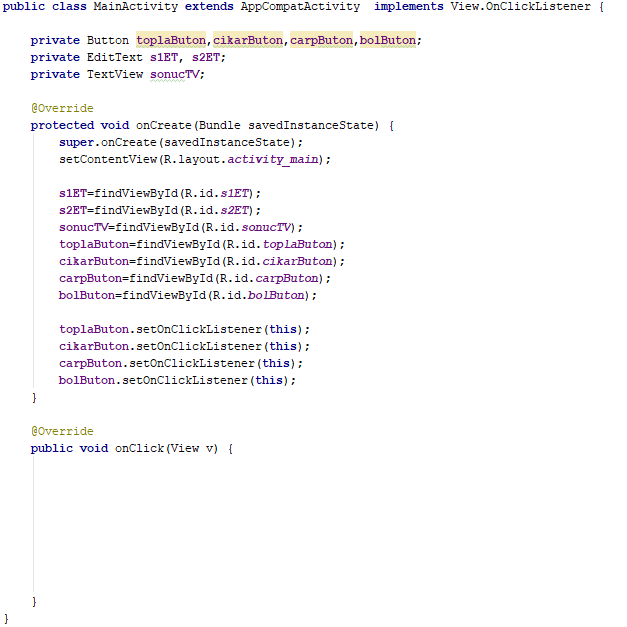 public class MainActivity extends AppCompatActivity  implements View.OnClickListener {
private Button toplaButon,cikarButon,carpButon,bolButon;
private EditText s1ET, s2ET;
private TextView sonucTV;
@Override
protected void onCreate(Bundle savedInstanceState) {
super.onCreate(savedInstanceState);
setContentView(R.layout.activity_main);
s1ET=findViewById(R.id.s1ET);
s2ET=findViewById(R.id.s2ET);
sonucTV=findViewById(R.id.sonucTV);
toplaButon=findViewById(R.id.toplaButon);
cikarButon=findViewById(R.id.cikarButon);
carpButon=findViewById(R.id.carpButon);
bolButon=findViewById(R.id.bolButon);
toplaButon.setOnClickListener(this);
cikarButon.setOnClickListener(this);
carpButon.setOnClickListener(this);
bolButon.setOnClickListener(this);
}
@Override
public void onClick(View v) {
}
}